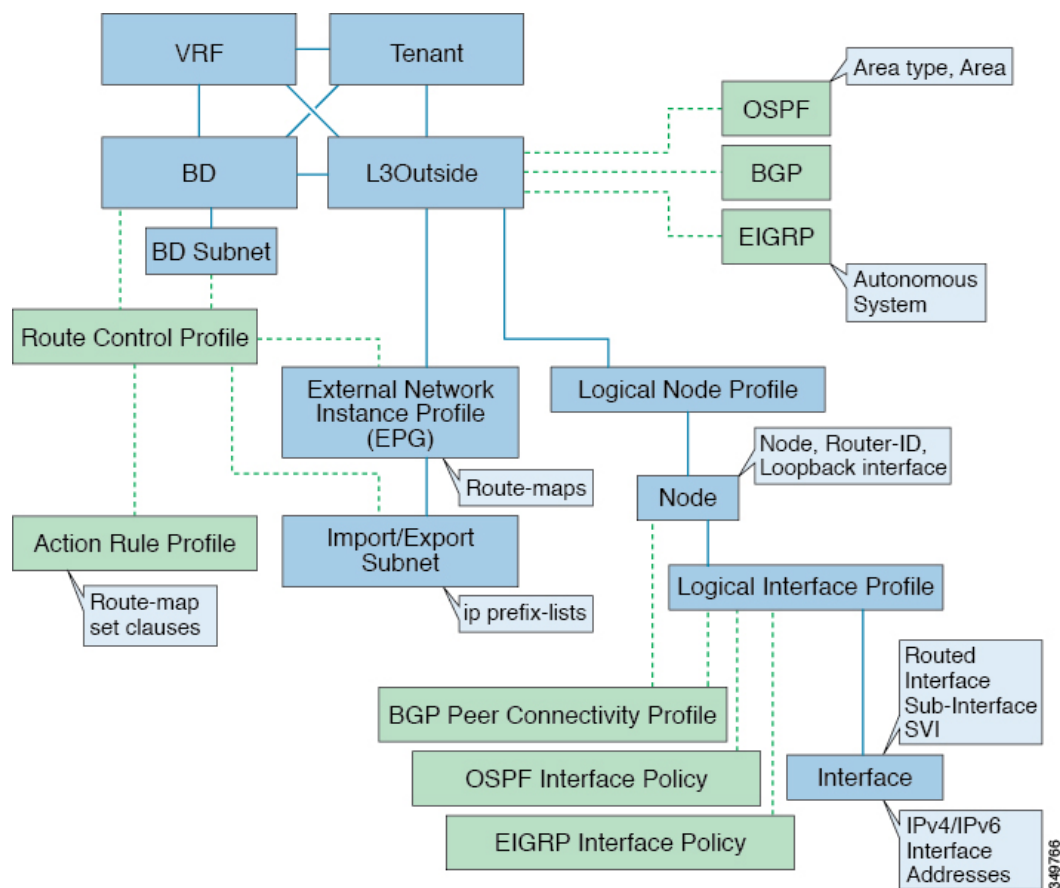 VRF
Tenant
Area type, Area
OSPF
BD
L3Outside
BGP
BD Subnet
EIGRP
Autonomous
System
Route Control Profile
External Network
Instance Profile
(EPG)
Logical Node Profile
Node, Router-ID,
Loopback interface
Route-maps
Node
Action Rule Profile
Import/Export
Subnet
Logical Interface Profile
Route-map
set clauses
ip prefix-lists
Routed
Interface
Sub-Interface
SVI
BGP Peer Connectivity Profile
OSPF Interface Policy
Interface
EIGRP Interface Policy
IPv4/IPv6
Interface
Addresses
349766